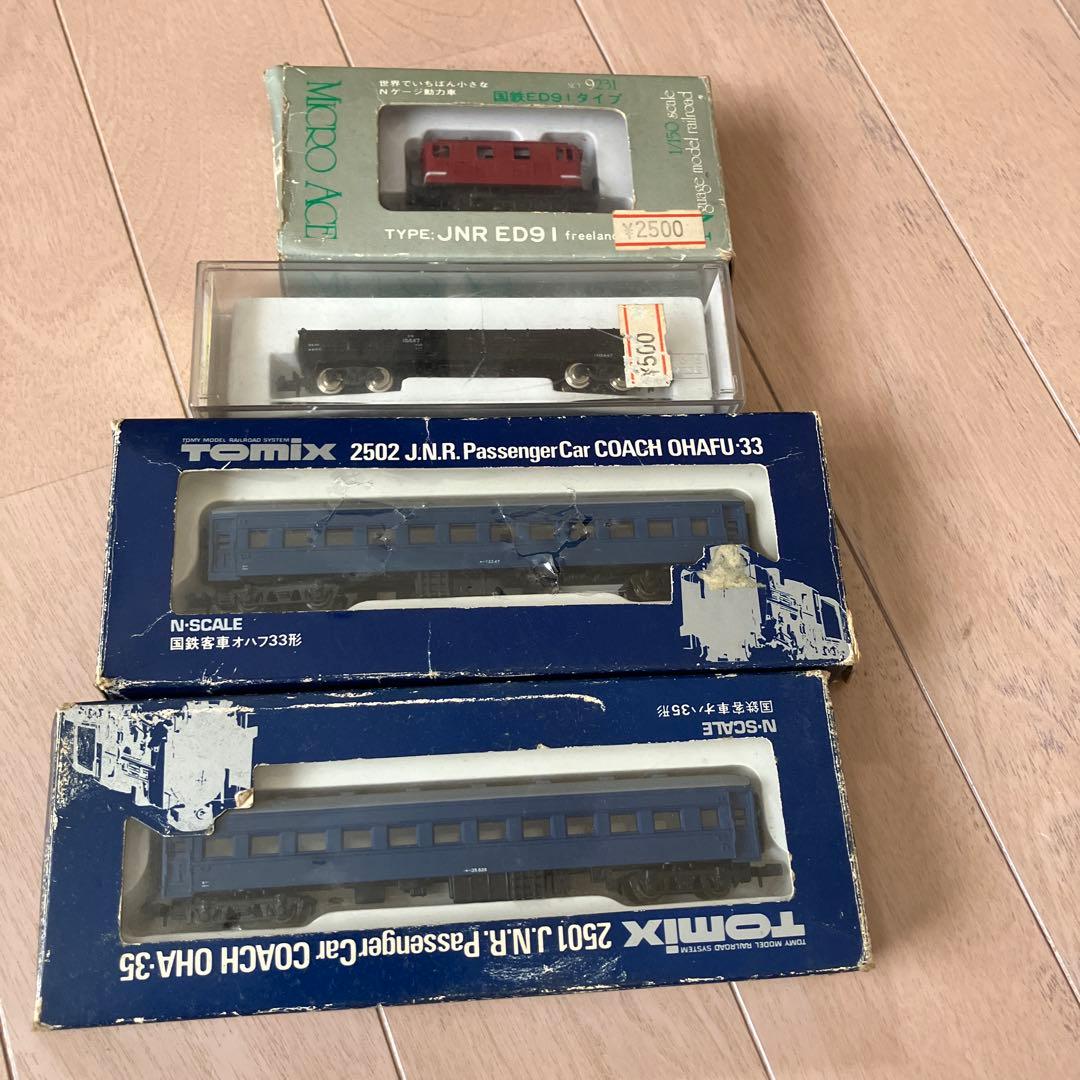 MICRO ACE
世界でいちばん小さな
Nゲージ動力車
国鉄ED91タイプ
1/150 scale
model railroad
TYPE: JNR ED91
¥2500
¥500
TOMY MODEL RAILROAD SYSTEM
TOMIX 2502 J.N.R. Passenger Car COACH OHAFU·33
N·SCALE
国鉄客車オハフ33形
国鉄客車オハ35形
N·SCALE
TOMY MODEL RAILROAD SYSTEM
TOMIX 2501 J.N.R. Passenger Car COACH OHA·35